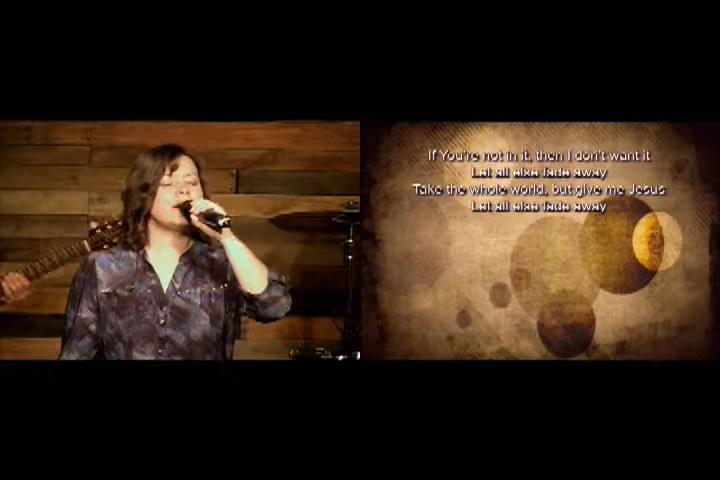 If You're not in it, then I don't want it
Let all else fade away
Take the whole world, but give me Jesus
Let all else fade away